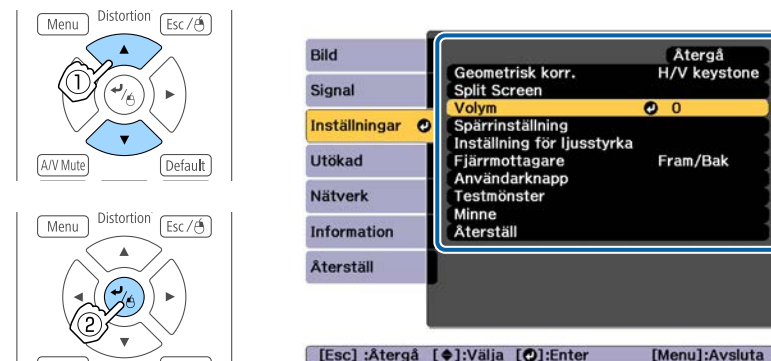 Menu
Distortion
Esc /
1
A/V Mute
Default
Menu
Distortion
Esc /
2
Bild
Signal
Inställningar
Utökad
Nätverk
Information
Återställ
Återgå
Geometrisk korr. H/V keystone
Split Screen
Volym 0
Spärrinställning
Inställning för ljusstyrka
Fjärrmottagare Fram/Bak
Användarknapp
Testmönster
Minne
Återställ
[Esc] :Återgå [ ]:Välja [ ]:Enter [Menu]:Avsluta